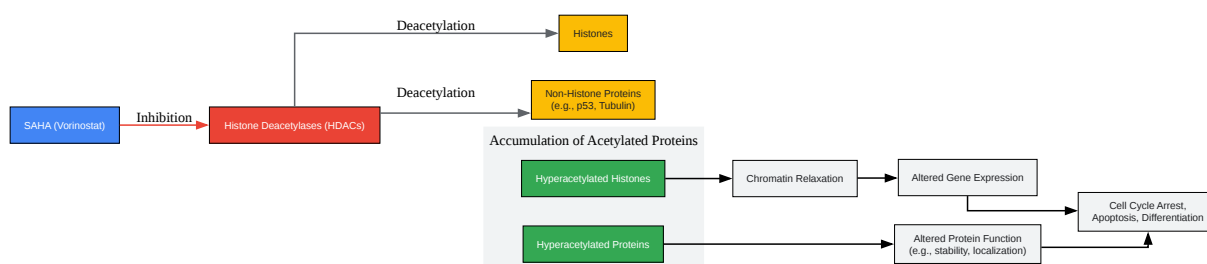 Deacetylation
Histones
Deacetylation
Non-Histone Proteins
(e.g., p53, Tubulin)
SAHA (Vorinostat)
Inhibition
Histone Deacetylases (HDACs)
Accumulation of Acetylated Proteins
Hyperacetylated Histones
Chromatin Relaxation
Altered Gene Expression
Cell Cycle Arrest,
Apoptosis, Differentiation
Hyperacetylated Proteins
Altered Protein Function
(e.g., stability, localization)